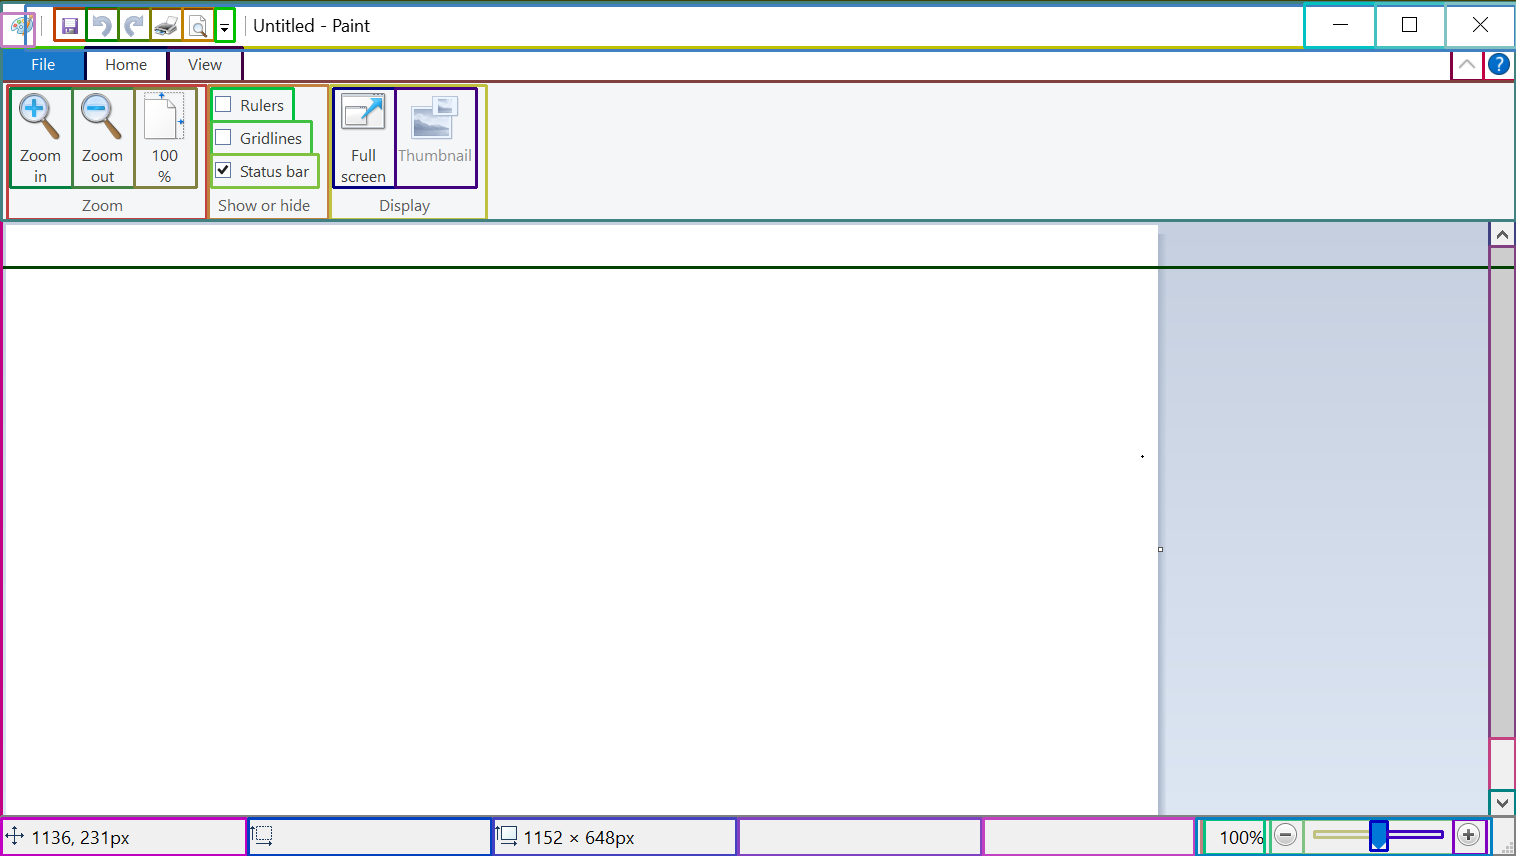 Untitled - Paint
File Home View
Zoom in
Zoom out
100 %
Zoom
Rulers
Gridlines
Status bar
Show or hide
Full screen
Thumbnail
Display
1136, 231px
1152 × 648px
100%